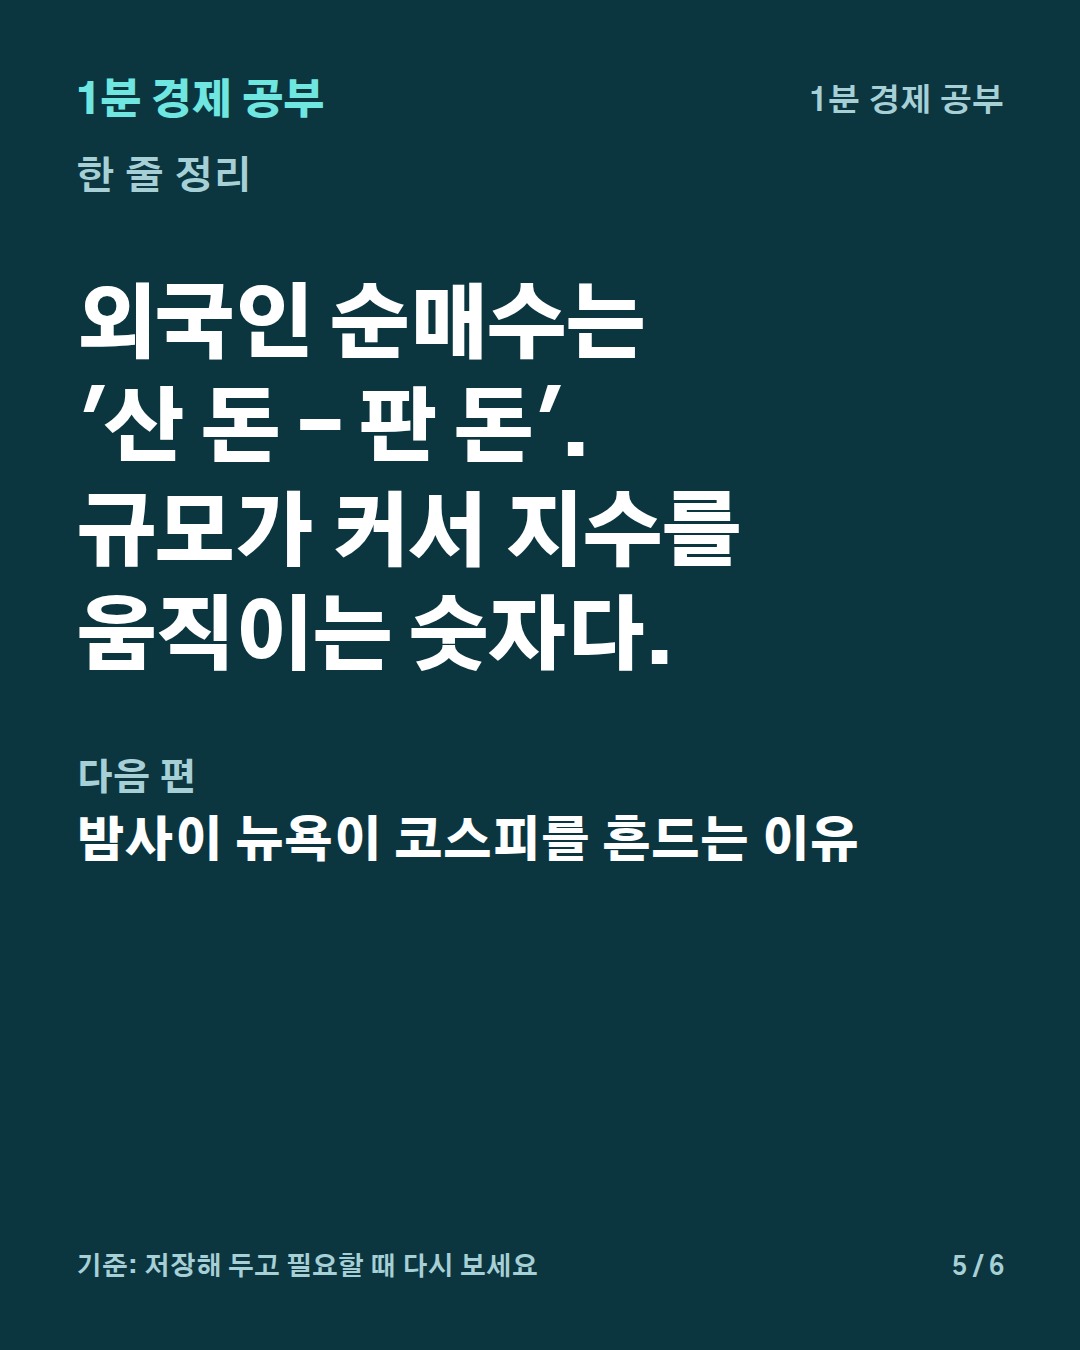 1분 경제 공부
1분 경제 공부
한 줄 정리
외국인 순매수는
'산 돈 – 판 돈'.
규모가 커서 지수를
움직이는 숫자다.
다음 편
밤사이 뉴욕이 코스피를 흔드는 이유
기준: 저장해 두고 필요할 때 다시 보세요
5 / 6